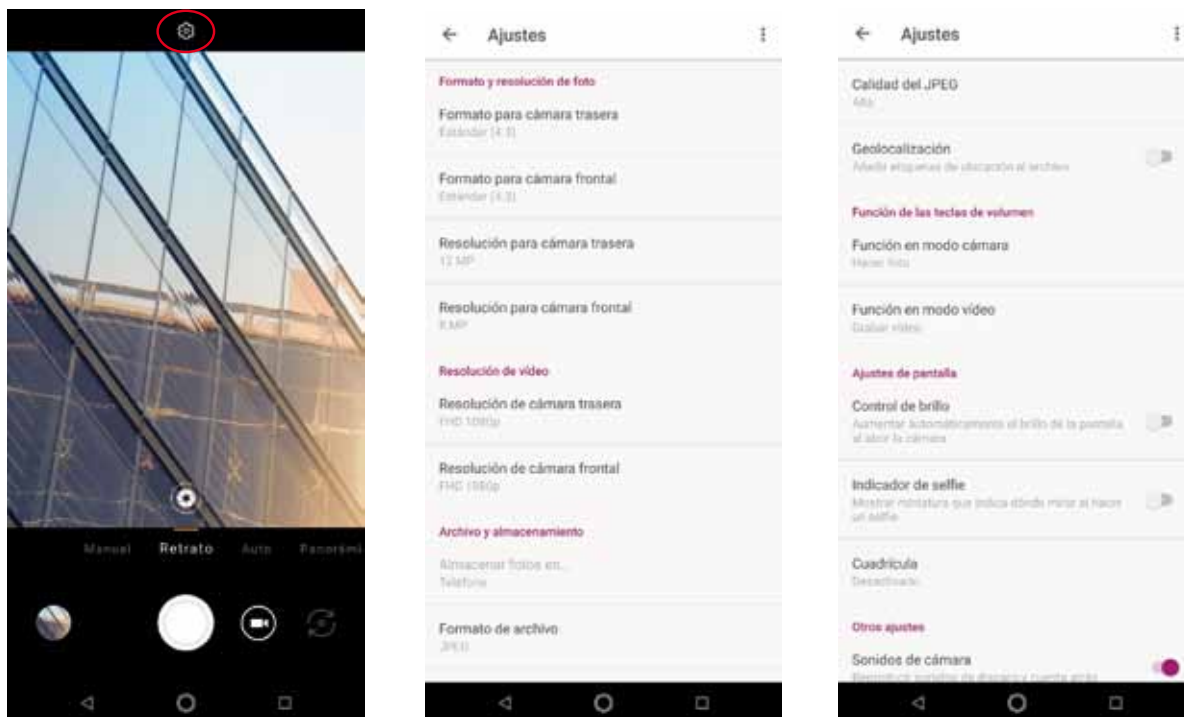 Manual Retrato Auto Panorámi
Ajustes
Formato y resolución de foto
Formato para cámara trasera
Estándar (4:3)
Formato para cámara frontal
Estándar (4:3)
Resolución para cámara trasera
12 MP
Resolución para cámara frontal
8 MP
Resolución de vídeo
Resolución de cámara trasera
FHD 1080p
Resolución de cámara frontal
FHD 1080p
Archivo y almacenamiento
Almacenar fotos en...
Teléfono
Formato de archivo
JPEG
Ajustes
Calidad del JPEG
Alta
Geolocalización
Añadir etiquetas de ubicación al archivo
Función de las teclas de volumen
Función en modo cámara
Hacer foto
Función en modo vídeo
Grabar vídeo
Ajustes de pantalla
Control de brillo
Aumentar automáticamente el brillo de la pantalla
al abrir la cámara
Indicador de selfie
Mostrar miniatura que indica dónde mirar al hacer
un selfie
Cuadrícula
Desactivado
Otros ajustes
Sonidos de cámara
Reproducir sonidos de disparo y cuenta atrás